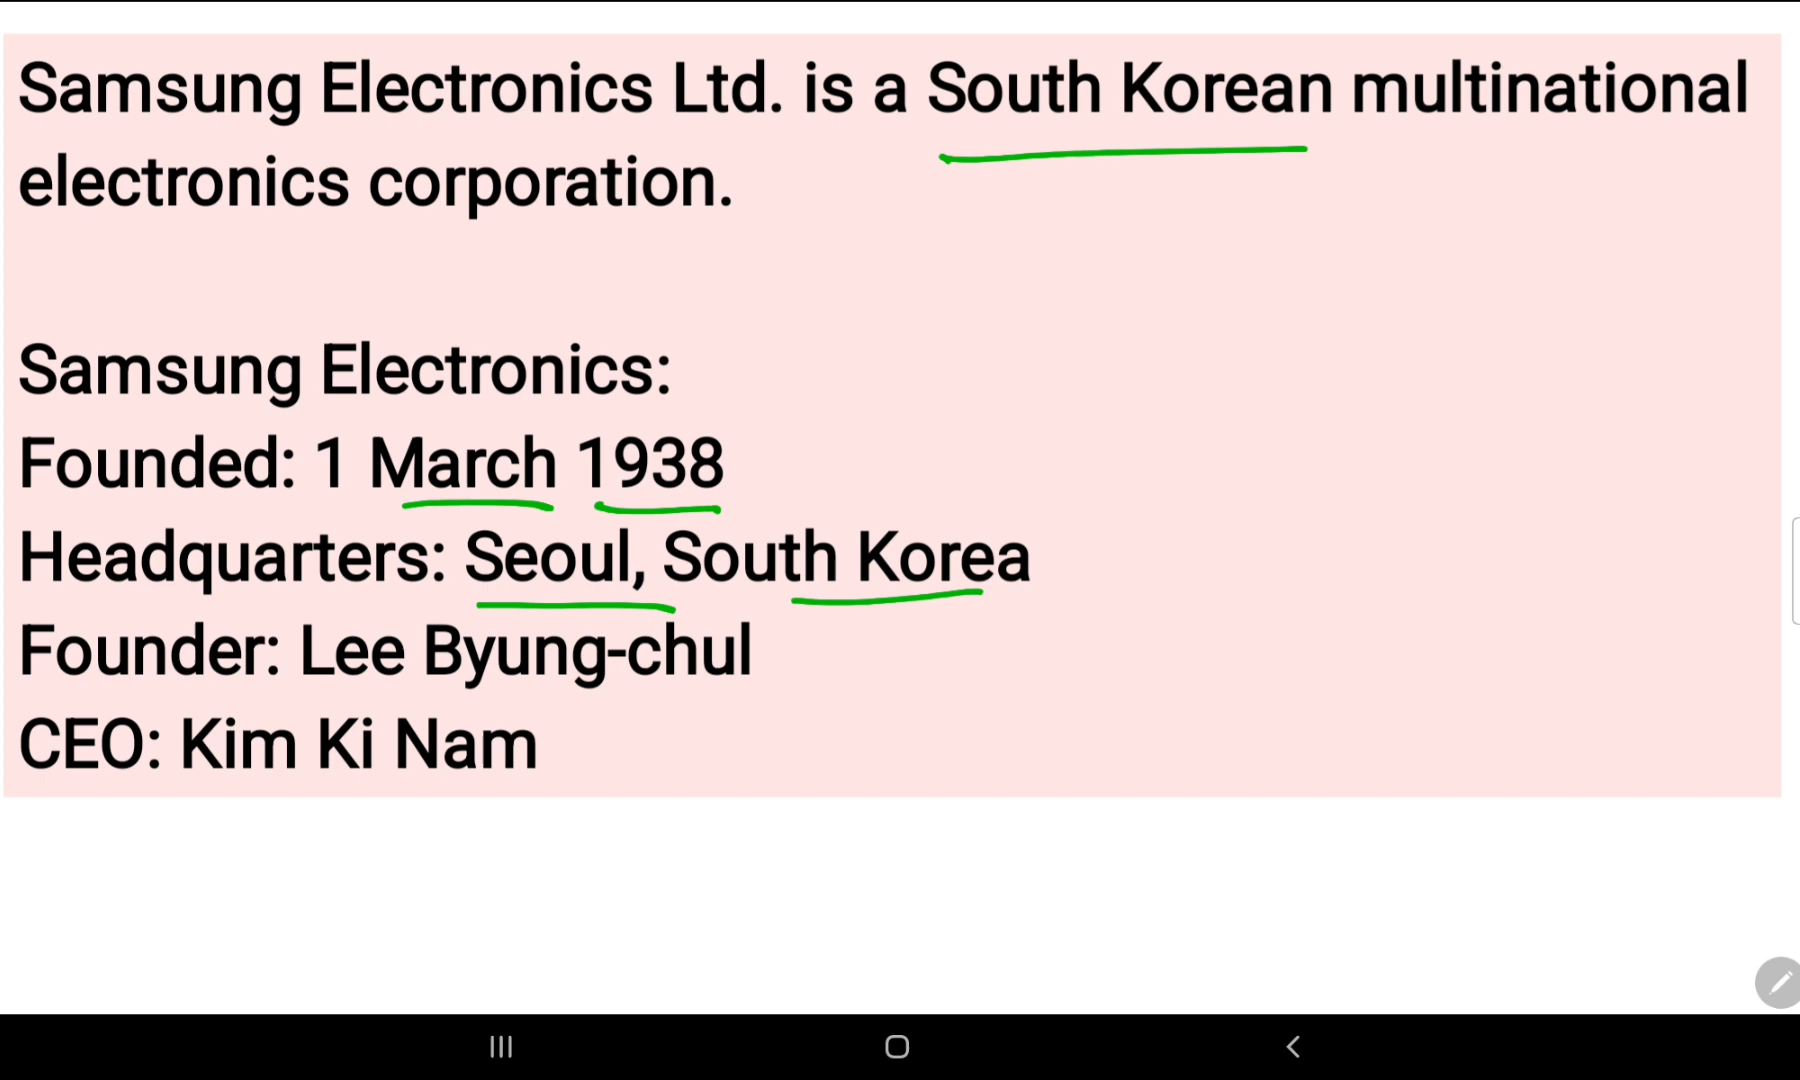 Samsung Electronics Ltd. is a South Korean multinational
electronics corporation.
Samsung Electronics:
Founded: 1 March 1938
Headquarters: Seoul, South Korea
Founder: Lee Byung-chul
CEO: Kim Ki Nam